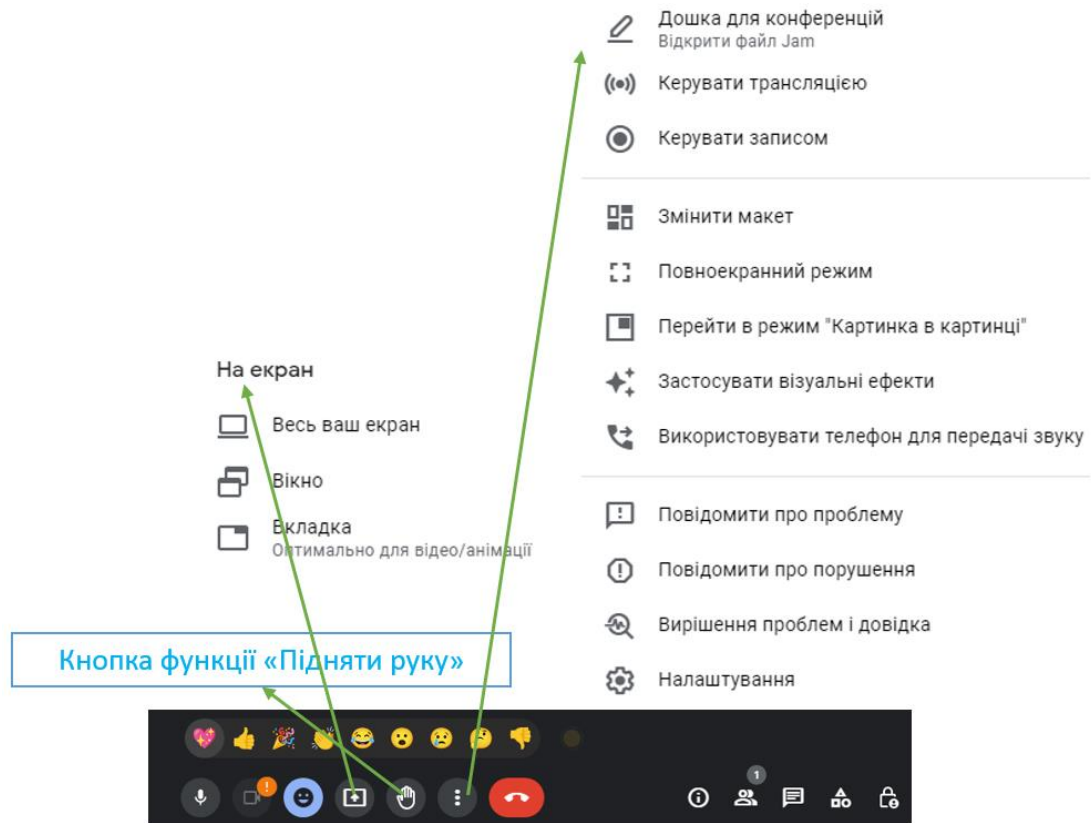 Дошка для конференцій
Відкрити файл Jam
Керувати трансляцією
Керувати записом
Змінити макет
Повноекранний режим
Перейти в режим "Картинка в картинці"
Застосувати візуальні ефекти
Використовувати телефон для передачі звуку
Повідомити про проблему
Повідомити про порушення
Вирішення проблем і довідка
Налаштування
На екран
Весь ваш екран
Вікно
Вкладка
Оптимально для відео/анімації
Кнопка функції «Підняти руку»
1